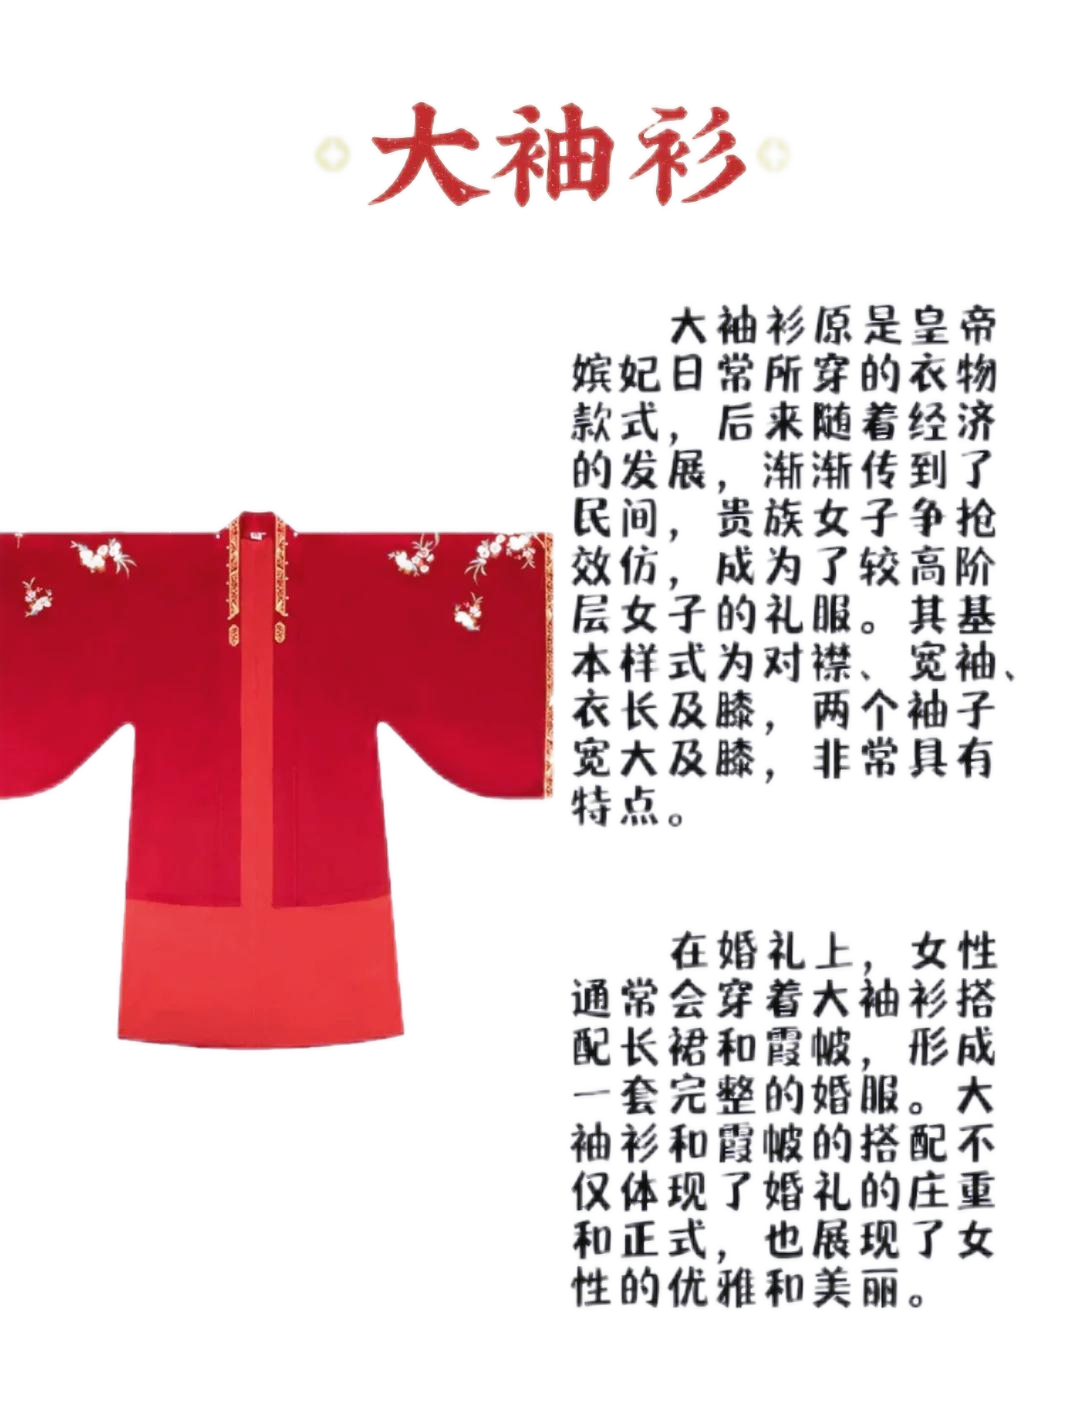 大袖衫
大袖衫原是皇帝
嫔妃日常所穿的衣物
款式，后来随着经济
的发展，渐渐传到了
民间，贵族女子争抢
效仿，成为了较高阶
层女子的礼服。其基
本样式为对襟、宽袖、
衣长及膝，两个袖子
宽大及膝，非常具有
特点。
在婚礼上，女性
通常会穿着大袖衫搭
配长裙和霞帔，形成
一套完整的婚服。大
袖衫和霞帔的搭配不
仅体现了婚礼的庄重
和正式，也展现了女
性的优雅和美丽。